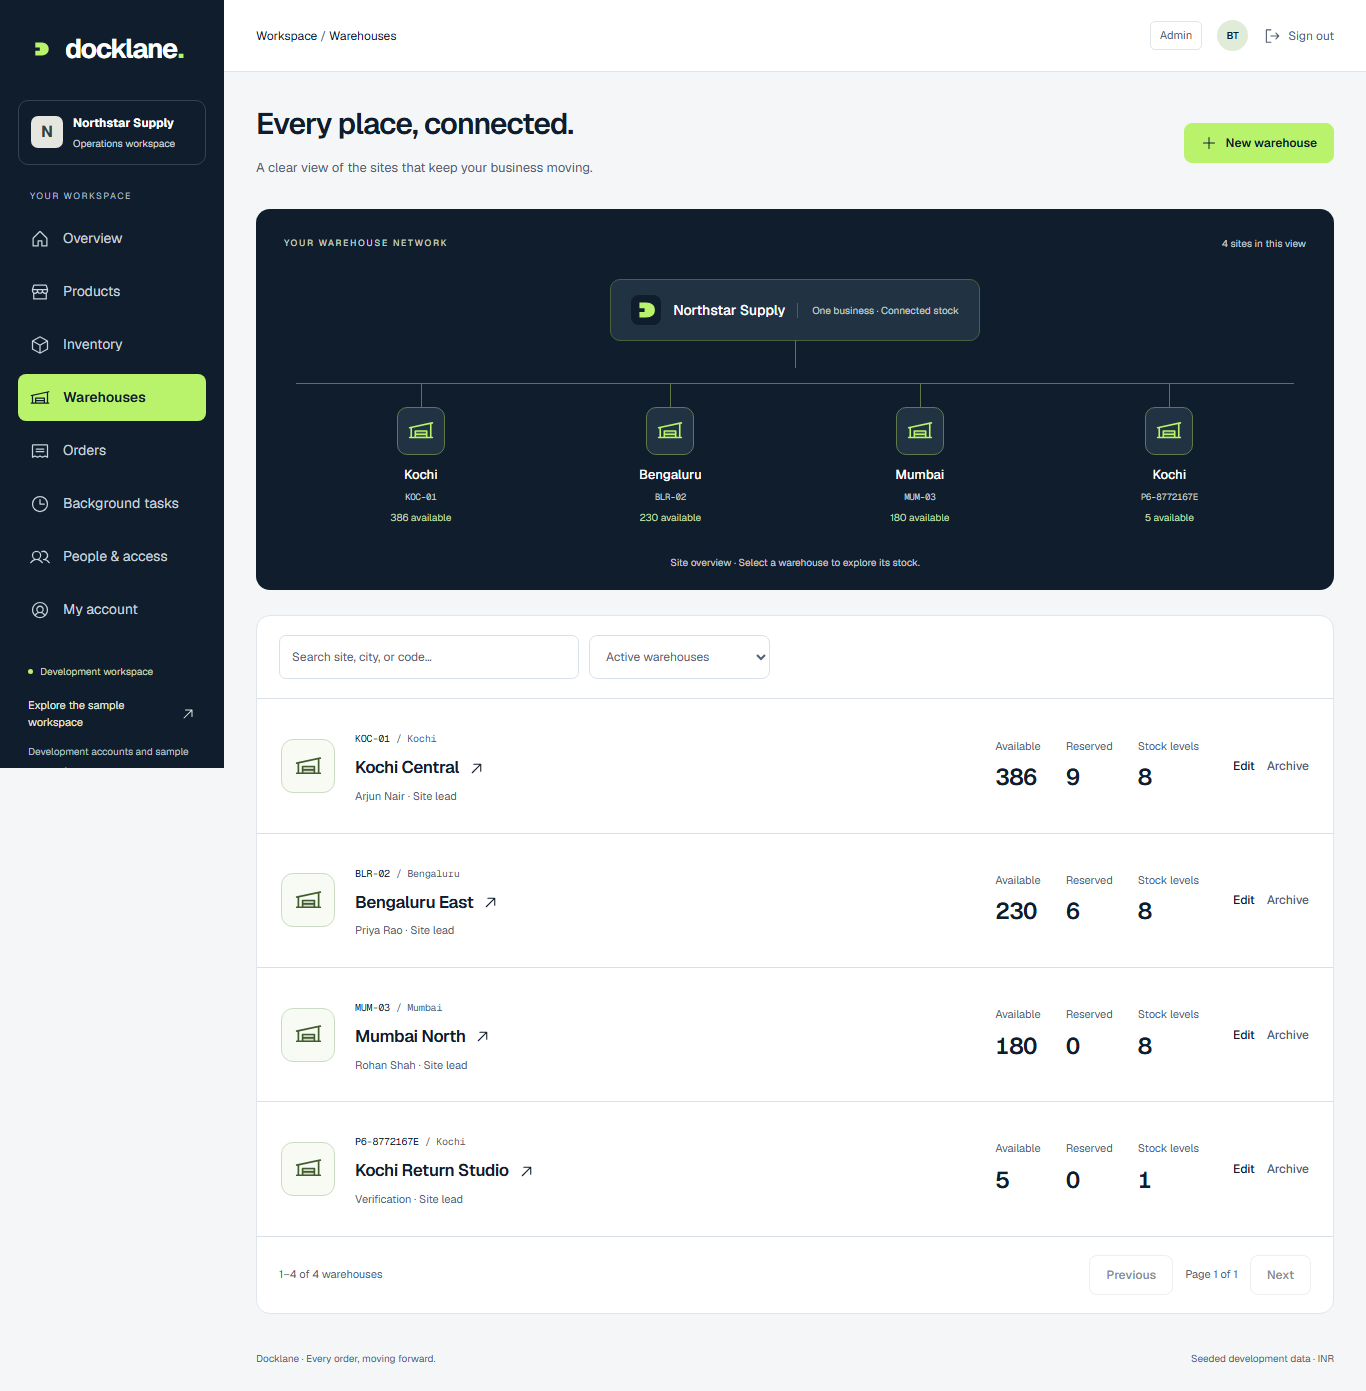 docklane.
N
Northstar Supply
Operations workspace
YOUR WORKSPACE
Overview
Products
Inventory
Warehouses
Orders
Background tasks
People & access
My account
Development workspace
Explore the sample
workspace
Development accounts and sample
Workspace / Warehouses
Admin
BT
Sign out
Every place, connected.
A clear view of the sites that keep your business moving.
New warehouse
YOUR WAREHOUSE NETWORK
4 sites in this view
Northstar Supply
One business · Connected stock
Kochi
KOC-01
386 available
Bengaluru
BLR-02
230 available
Mumbai
MUM-03
180 available
Kochi
P6-8772167E
5 available
Site overview · Select a warehouse to explore its stock.
Search site, city, or code...
Active warehouses
KOC-01 / Kochi
Kochi Central
Arjun Nair · Site lead
Available Reserved Stock levels
386 9 8
Edit Archive
BLR-02 / Bengaluru
Bengaluru East
Priya Rao · Site lead
Available Reserved Stock levels
230 6 8
Edit Archive
MUM-03 / Mumbai
Mumbai North
Rohan Shah · Site lead
Available Reserved Stock levels
180 0 8
Edit Archive
P6-8772167E / Kochi
Kochi Return Studio
Verification · Site lead
Available Reserved Stock levels
5 0 1
Edit Archive
1–4 of 4 warehouses
Previous
Page 1 of 1
Next
Docklane · Every order, moving forward.
Seeded development data · INR